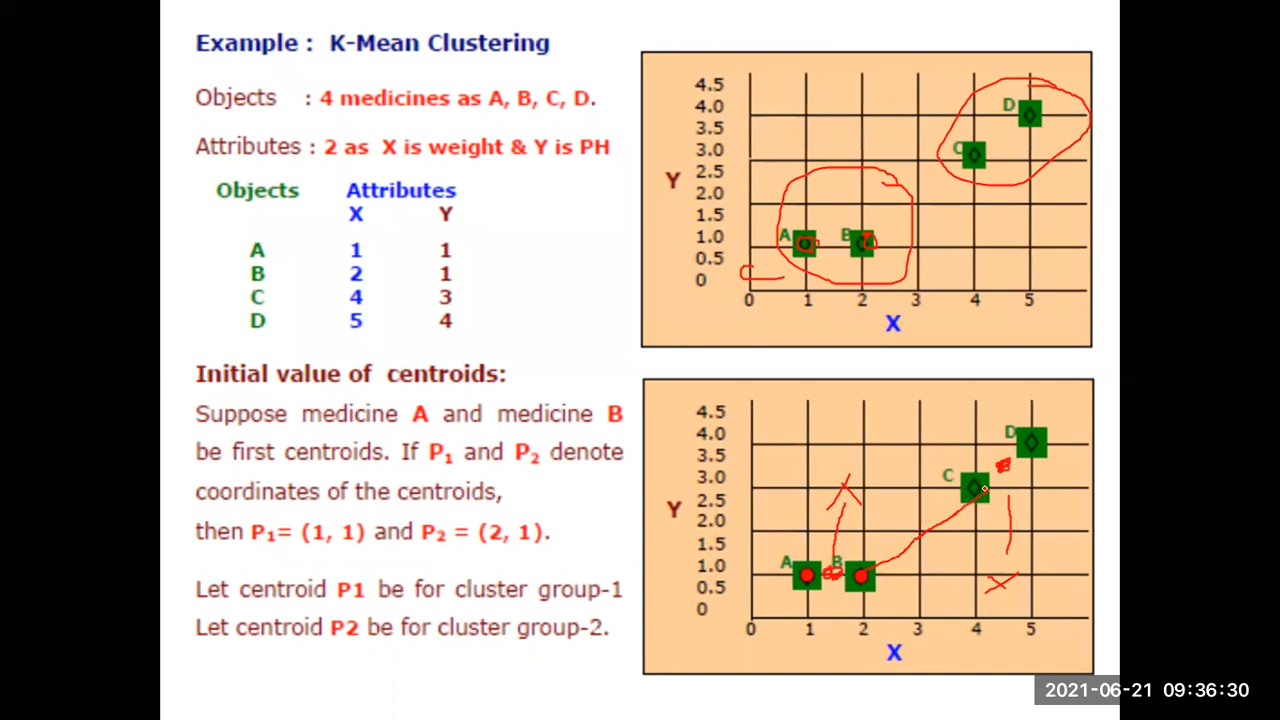 Example : K-Mean Clustering
Objects : 4 medicines as A, B, C, D.
Attributes : 2 as X is weight & Y is PH
Objects Attributes
X Y
A 1 1
B 2 1
C 4 3
D 5 4
Initial value of centroids:
Suppose medicine A and medicine B
be first centroids. If P₁ and P₂ denote
coordinates of the centroids,
then P₁= (1, 1) and P₂ = (2, 1).
Let centroid P1 be for cluster group-1
Let centroid P2 be for cluster group-2.
4.5
4.0
3.5
3.0
2.5
2.0
1.5
1.0
0.5
0
Y
D
C
A B
0 1 2 3 4 5
X
4.5
4.0
3.5
3.0
2.5
2.0
1.5
1.0
0.5
0
Y
D
C
A B
0 1 2 3 4 5
X
2021-06-21 09:36:30